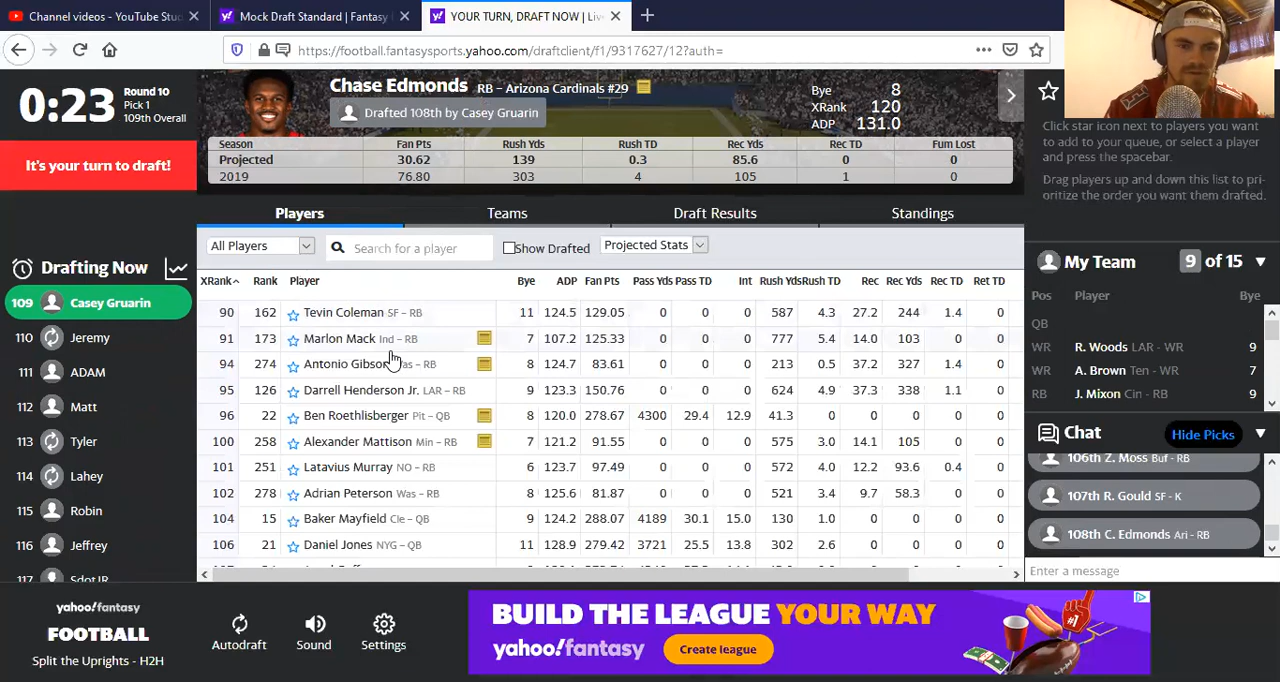 Channel videos - YouTube Stu
Mock Draft Standard | Fantasy
YOUR TURN, DRAFT NOW | Li
https://football.fantasysports.yahoo.com/draftclient/f1/9317627/12?auth=
0:23
Round 10
Pick 1
109th Overall
It's your turn to draft!
Chase Edmonds RB – Arizona Cardinals #29
Drafted 108th by Casey Gruarin
Bye 8
XRank 120
ADP 131.0
Season Fan Pts Rush Yds Rush TD Rec Yds Rec TD Fum Lost
Projected 30.62 139 0.3 85.6 0 0
2019 76.80 303 4 105 1 0
Players Teams Draft Results Standings
All Players Search for a player Show Drafted Projected Stats
XRank Rank Player Bye ADP Fan Pts Pass Yds Pass TD Int Rush Yds Rush TD Rec Rec Yds Rec TD Ret TD
90 162 Tevin Coleman SF – RB 11 124.5 129.05 0 0 0 587 4.3 27.2 244 1.4 0
91 173 Marlon Mack Ind – RB 7 107.2 125.33 0 0 0 777 5.4 14.0 103 0 0
94 274 Antonio Gibson Was – RB 8 124.7 83.61 0 0 0 213 0.5 37.2 327 1.4 0
95 126 Darrell Henderson Jr. LAR – RB 9 123.3 150.76 0 0 0 624 4.9 37.3 338 1.1 0
96 22 Ben Roethlisberger Pit – QB 8 120.0 278.67 4300 29.4 12.9 41.3 0 0 0 0 0
100 258 Alexander Mattison Min – RB 7 121.2 91.55 0 0 0 575 3.0 14.1 105 0 0
101 251 Latavius Murray NO – RB 6 123.7 97.49 0 0 0 572 4.0 12.2 93.6 0.4 0
102 278 Adrian Peterson Was – RB 8 125.6 81.87 0 0 0 521 3.4 9.7 58.3 0 0
104 15 Baker Mayfield Cle – QB 9 124.2 288.07 4189 30.1 15.0 130 1.0 0 0 0 0
106 21 Daniel Jones NYG – QB 11 128.9 279.42 3721 25.5 13.8 302 2.6 0 0 0 0
Drafting Now
109 Casey Gruarin
110 Jeremy
111 ADAM
112 Matt
113 Tyler
114 Lahey
115 Robin
116 Jeffrey
117 SdotJR
Click star icon next to players you want
to add to your queue, or select a player
and press the spacebar.
Drag players up and down this list to pri-
oritize the order you want them drafted.
My Team 9 of 15
Pos Player Bye
QB
WR R. Woods LAR - WR 9
WR A. Brown Ten - WR 7
RB J. Mixon Cin - RB 9
Chat Hide Picks
106th Z. Moss Buf - RB
107th R. Gould SF - K
108th C. Edmonds Ari - RB
Enter a message
yahoo!fantasy
FOOTBALL
Split the Uprights - H2H
Autodraft Sound Settings
BUILD THE LEAGUE YOUR WAY
yahoo!fantasy Create league